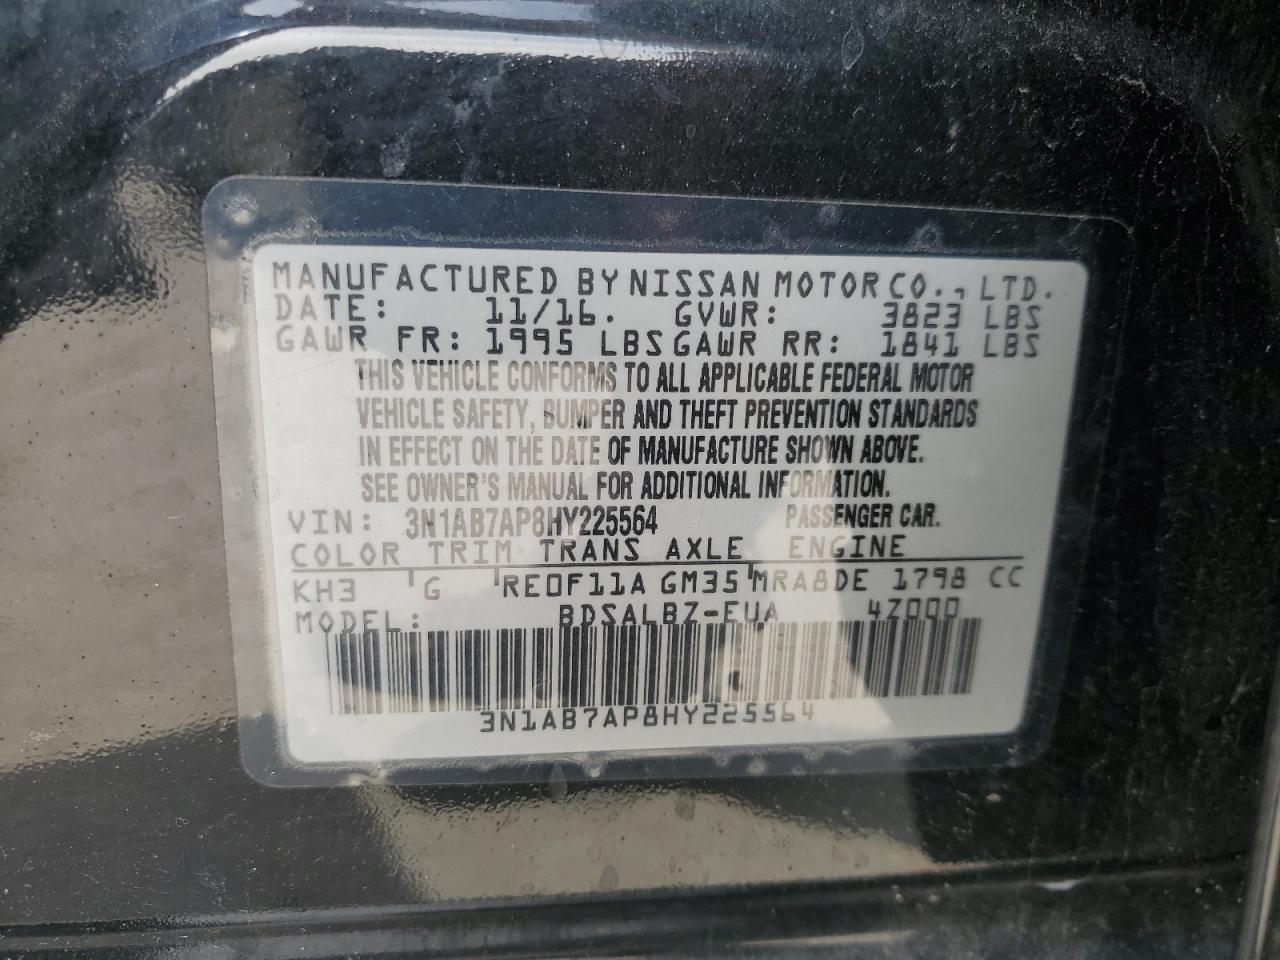 MANUFACTURED BY NISSAN MOTOR CO., LTD.
DATE: 11/16. GVWR: 3823 LBS
GAWR FR: 1995 LBS GAWR RR: 1841 LBS
THIS VEHICLE CONFORMS TO ALL APPLICABLE FEDERAL MOTOR
VEHICLE SAFETY, BUMPER AND THEFT PREVENTION STANDARDS
IN EFFECT ON THE DATE OF MANUFACTURE SHOWN ABOVE.
SEE OWNER'S MANUAL FOR ADDITIONAL INFORMATION.
VIN: 3N1AB7AP8HY225564 PASSENGER CAR.
COLOR TRIM TRANS AXLE ENGINE
KH3 G RE0F11A GM35 MRA8DE 1798 CC
MODEL: BDSALBZ-EUA 4Z000
3N1AB7AP8HY225564